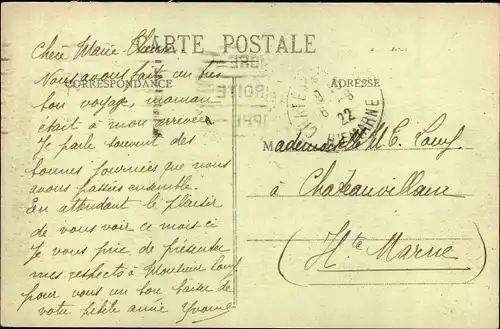 CARTE POSTALE
CORRESPONDANCE
ADRESSE
Chère Marie-
Nous avons fait un très
bon voyage, maman
était à mon arrivée
Je parle souvent des
bonnes journées que nous
avons passées ensemble.
En attendant le plaisir
de vous voir ce mois-ci
Je vous prie de présenter
mes respects à Monsieur
pour vous un bon baiser de
votre petite amie Yvonne
Mademoiselle M. E.
à Chateauvillain
(Hte Marne)
22
MARNE